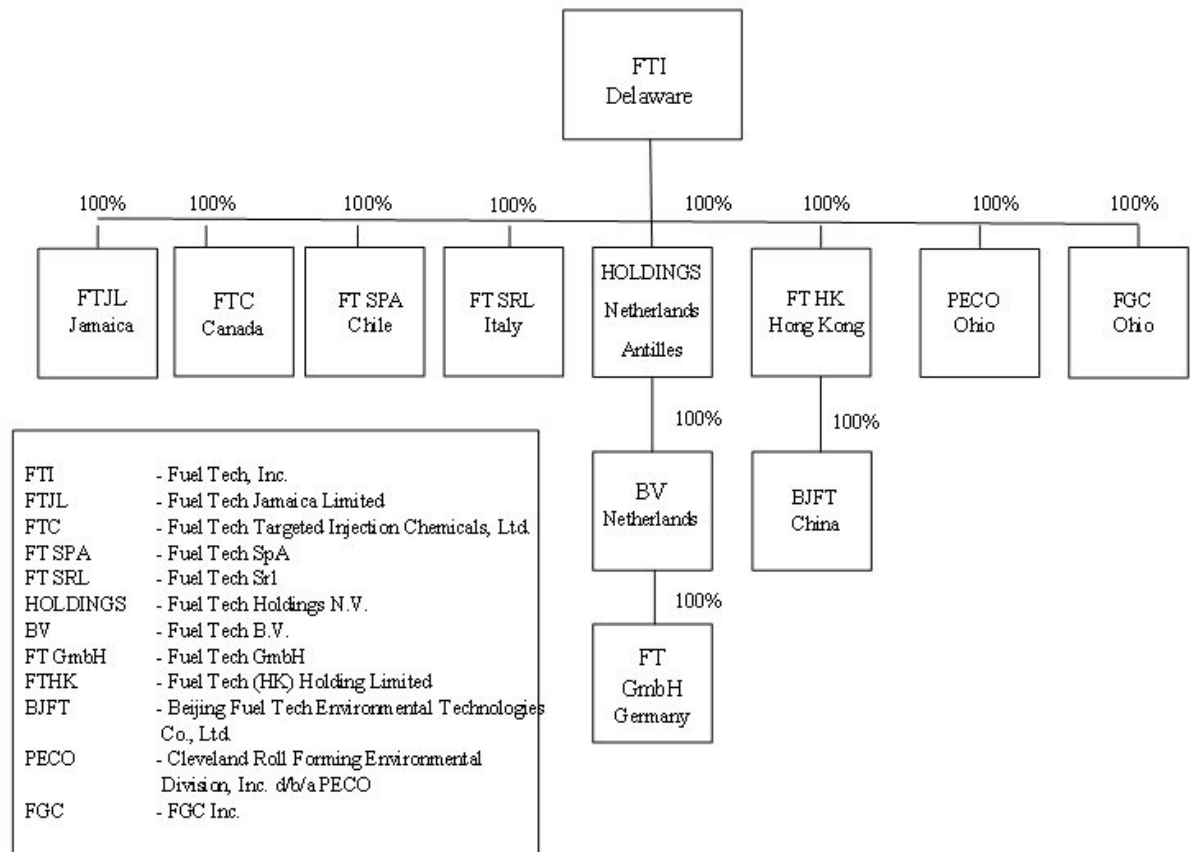 FTI
Delaware
100% 100% 100% 100% 100% 100% 100% 100%
FTJL
Jamaica
FTC
Canada
FT SPA
Chile
FT SRL
Italy
HOLDINGS
Netherlands
Antilles
FT HK
Hong Kong
PECO
Ohio
FGC
Ohio
100%
100%
BV
Netherlands
BJFT
China
100%
FT
GmbH
Germany
FTI - Fuel Tech, Inc.
FTJL - Fuel Tech Jamaica Limited
FTC - Fuel Tech Targeted Injection Chemicals, Ltd.
FT SPA - Fuel Tech SpA
FT SRL - Fuel Tech Srl
HOLDINGS - Fuel Tech Holdings N.V.
BV - Fuel Tech B.V.
FT GmbH - Fuel Tech GmbH
FTHK - Fuel Tech (HK) Holding Limited
BJFT - Beijing Fuel Tech Environmental Technologies
Co., Ltd.
PECO - Cleveland Roll Forming Environmental
Division, Inc. d/b/a PECO
FGC - FGC Inc.